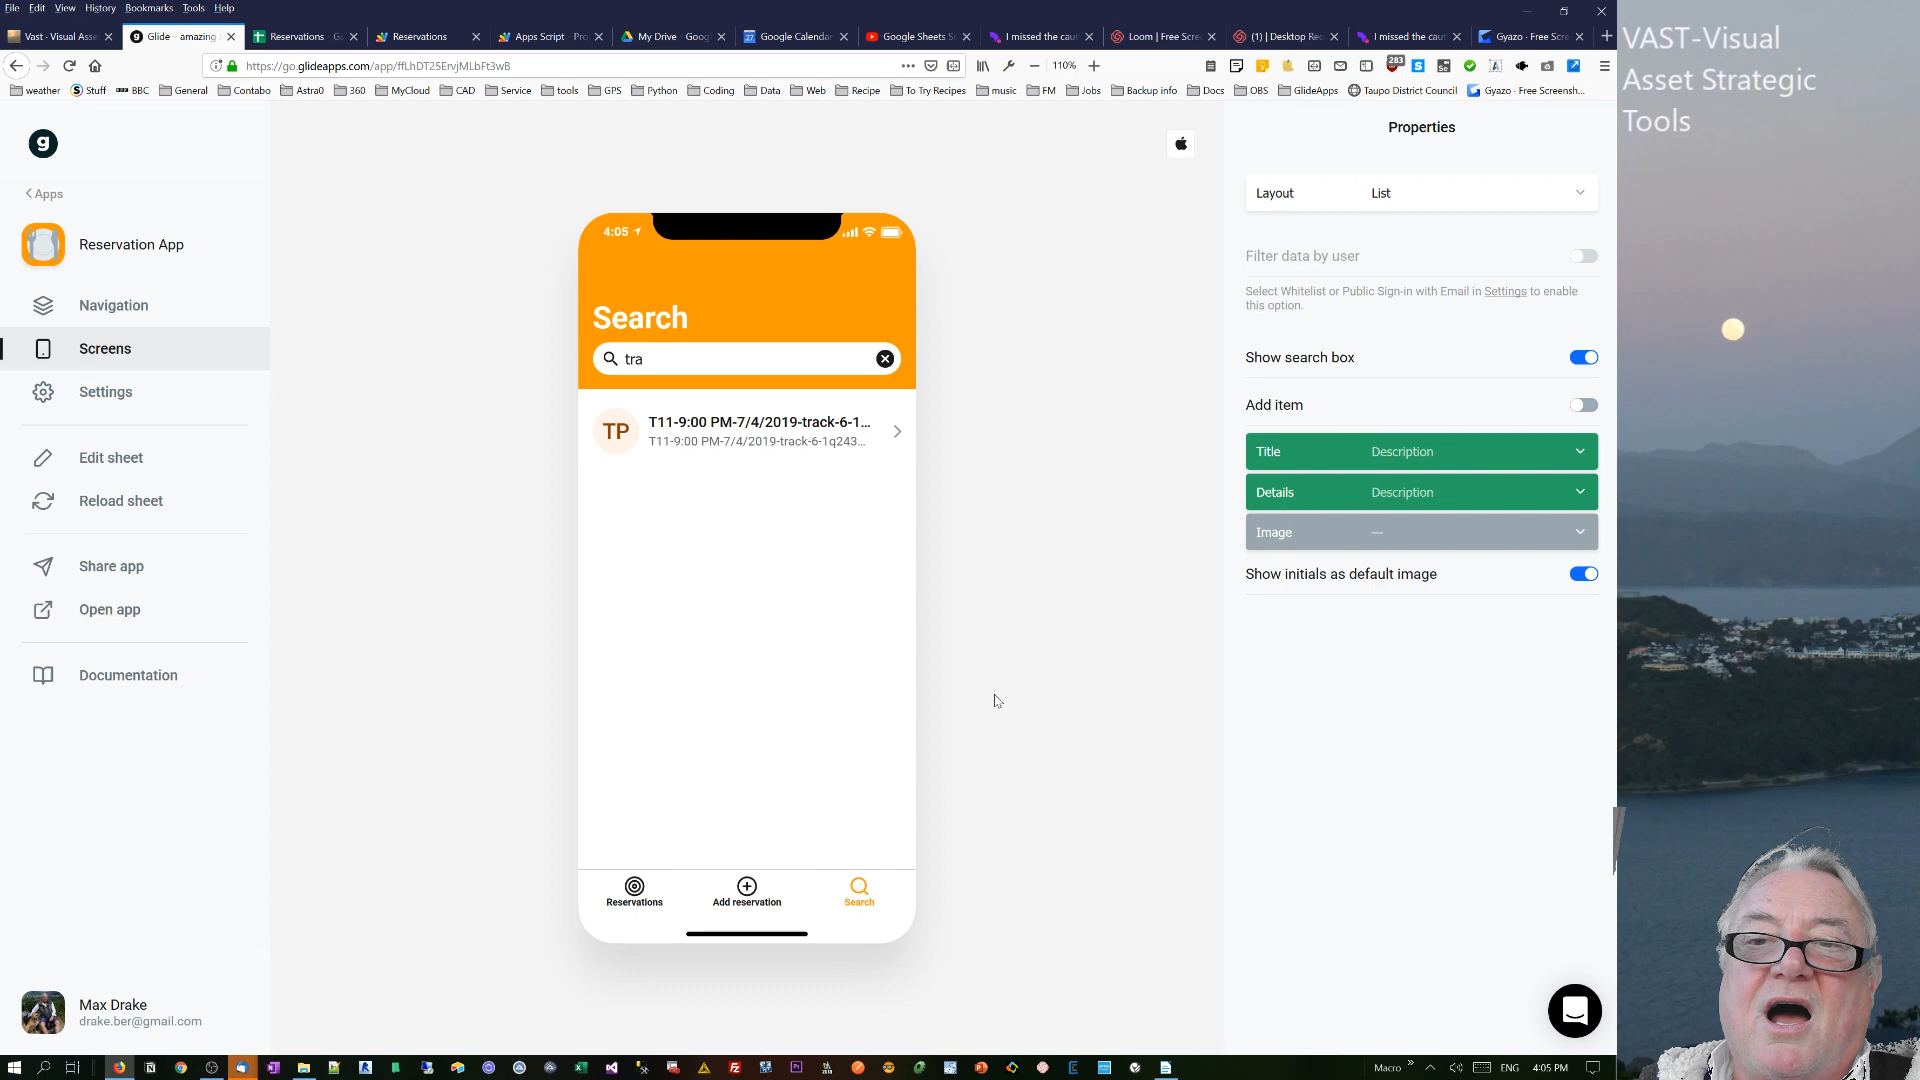 File Edit View History Bookmarks Tools Help
Vast - Visual Asse
Glide – amazing
Reservations - Go
Reservations
Apps Script - Pro
My Drive - Goog
Google Calendar
Google Sheets Sc
I missed the cau
Loom | Free Scre
(1) | Desktop Rec
I missed the cau
Gyazo - Free Scr
https://go.glideapps.com/app/ffLhDT25ErvjMLbFt3wB
110%
283
weather Stuff BBC General Contabo Astra0 360 MyCloud CAD Service tools GPS Python Coding Data Web Recipe To Try Recipes music FM Jobs Backup info Docs OBS GlideApps Taupo District Council Gyazo - Free Screensh...
VAST-Visual
Asset Strategic
Tools
g
Apps
Reservation App
Navigation
Screens
Settings
Edit sheet
Reload sheet
Share app
Open app
Documentation
Max Drake
drake.ber@gmail.com
4:05
Search
tra
TP
T11-9:00 PM-7/4/2019-track-6-1...
T11-9:00 PM-7/4/2019-track-6-1q243...
Reservations
Add reservation
Search
Properties
Layout List
Filter data by user
Select Whitelist or Public Sign-in with Email in Settings to enable
this option.
Show search box
Add item
Title Description
Details Description
Image —
Show initials as default image
Macro
ENG
4:05 PM